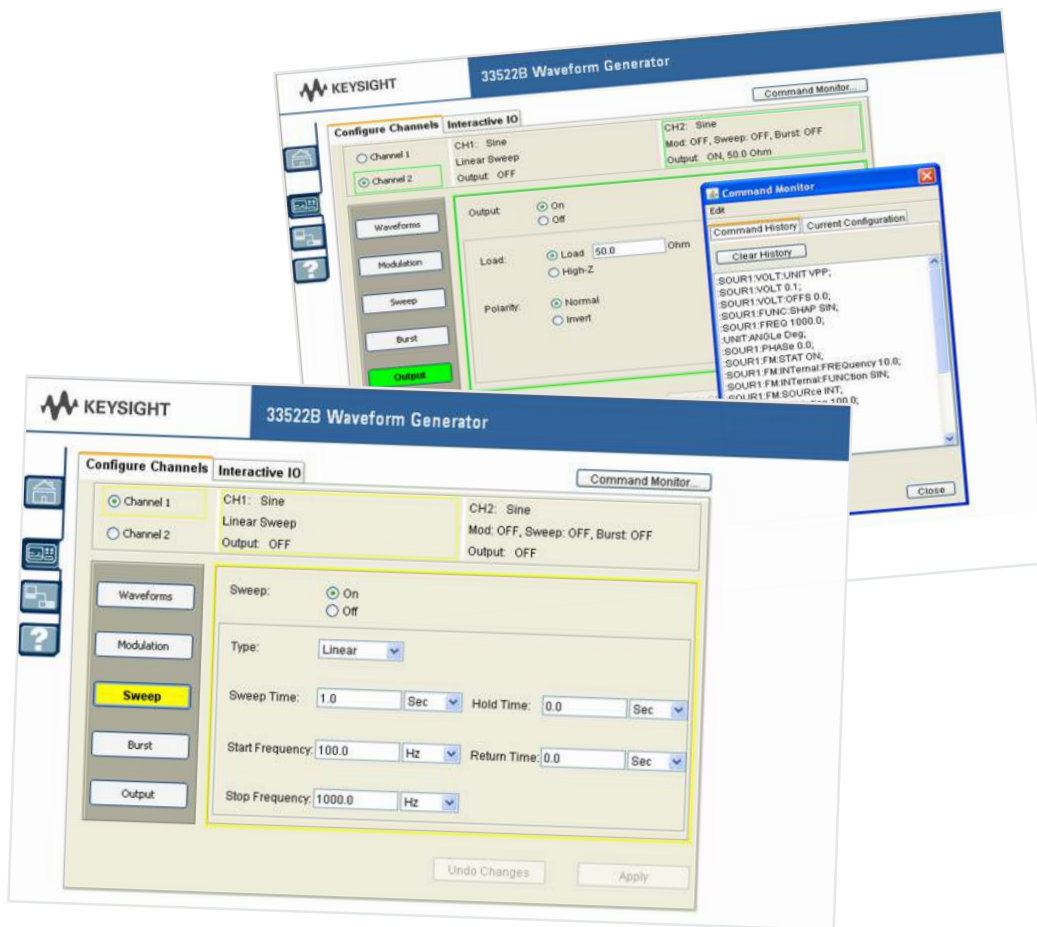 KEYSIGHT
33522B Waveform Generator
Command Monitor...
Configure Channels Interactive IO
Channel 1
Channel 2
CH1: Sine
Linear Sweep
Output: OFF
CH2: Sine
Mod: OFF, Sweep: OFF, Burst: OFF
Output: ON, 50.0 Ohm
Waveforms
Modulation
Sweep
Burst
Output
Output:
On
Off
Load:
Load 50.0 Ohm
High-Z
Polarity:
Normal
Invert
Command Monitor
Edit
Command History Current Configuration
Clear History
:SOUR1:VOLT:UNIT VPP;
:SOUR1:VOLT 0.1;
:SOUR1:VOLT:OFFS 0.0;
:SOUR1:FUNC:SHAP SIN;
:SOUR1:FREQ 1000.0;
:UNIT:ANGLe Deg;
:SOUR1:PHASe 0.0;
:SOUR1:FM:STAT ON;
:SOUR1:FM:INTernal:FREQuency 10.0;
:SOUR1:FM:INTernal:FUNCtion SIN;
:SOUR1:FM:SOURce INT;
100.0;
Close
KEYSIGHT
33522B Waveform Generator
Configure Channels Interactive IO
Command Monitor...
Channel 1
Channel 2
CH1: Sine
Linear Sweep
Output: OFF
CH2: Sine
Mod: OFF, Sweep: OFF, Burst: OFF
Output: OFF
Waveforms
Modulation
Sweep
Burst
Output
Sweep:
On
Off
Type: Linear
Sweep Time: 1.0 Sec Hold Time: 0.0 Sec
Start Frequency: 100.0 Hz Return Time: 0.0 Sec
Stop Frequency: 1000.0 Hz
Undo Changes Apply